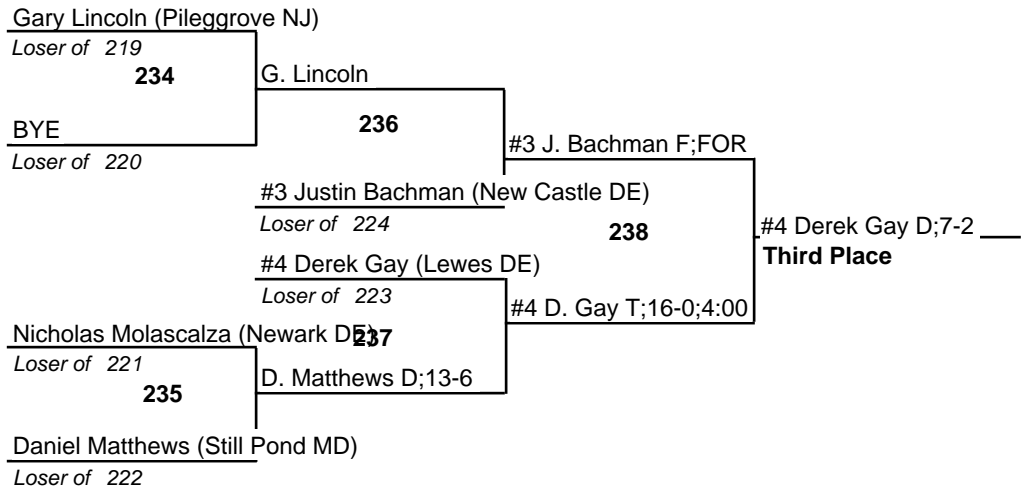 Gary Lincoln (Pileggrove NJ)
Loser of 219
234
G. Lincoln
BYE
Loser of 220
236
#3 J. Bachman F;FOR
#3 Justin Bachman (New Castle DE)
Loser of 224
238
#4 Derek Gay D;7-2
Third Place
#4 Derek Gay (Lewes DE)
Loser of 223
#4 D. Gay T;16-0;4:00
Nicholas Molascalza (Newark DE)
237
Loser of 221
235
D. Matthews D;13-6
Daniel Matthews (Still Pond MD)
Loser of 222